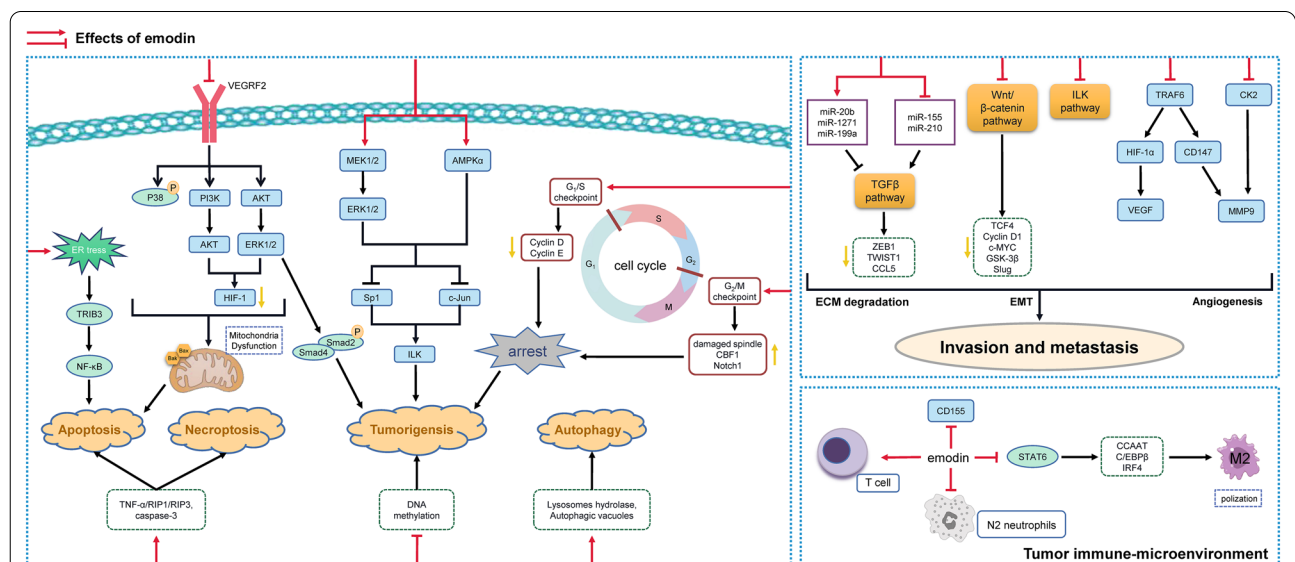 Effects of emodin
VEGRF2
P38
P
PI3K
AKT
AKT
ERK1/2
HIF-1
ER tress
TRIB3
NF-κB
Mitochondria
Dysfunction
Bax
Bak
MEK1/2
AMPKα
ERK1/2
Sp1
c-Jun
ILK
P
Smad2
Smad4
G₁/S
checkpoint
Cyclin D
Cyclin E
S
G₁
G₂
M
cell cycle
G₂/M
checkpoint
damaged spindle
CBF1
Notch1
arrest
Apoptosis
Necroptosis
Tumorigensis
Autophagy
TNF-α/RIP1/RIP3,
caspase-3
DNA
methylation
Lysosomes hydrolase,
Autophagic vacuoles
miR-20b
miR-1271
miR-199a
miR-155
miR-210
TGFβ
pathway
ZEB1
TWIST1
CCL5
Wnt/
β-catenin
pathway
TCF4
Cyclin D1
c-MYC
GSK-3β
Slug
ILK
pathway
TRAF6
CK2
HIF-1α
CD147
VEGF
MMP9
ECM degradation
EMT
Angiogenesis
Invasion and metastasis
CD155
T cell
emodin
STAT6
CCAAT
C/EBPβ
IRF4
M2
polization
N2 neutrophils
Tumor immune-microenvironment